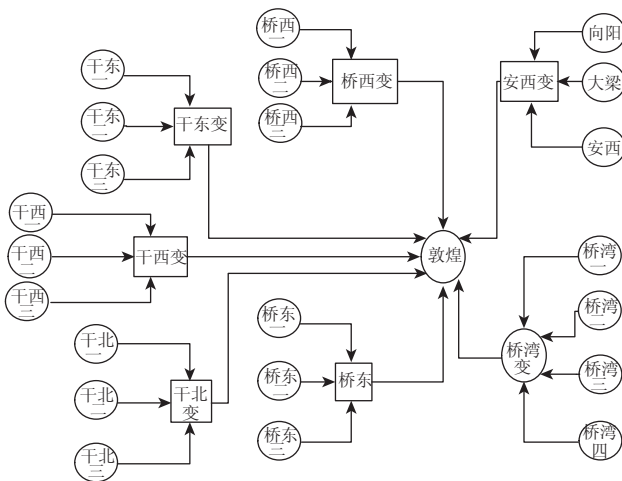 干东
一
干东
二
干东
三
干东变
桥西
一
桥西
二
桥西
三
桥西变
向阳
大梁
安西
安西变
干西
一
干西
二
干西
三
干西变
敦煌
干北
一
干北
二
干北
三
干北
变
桥东
一
桥东
二
桥东
三
桥东
桥湾
一
桥湾
二
桥湾
三
桥湾
四
桥湾
变